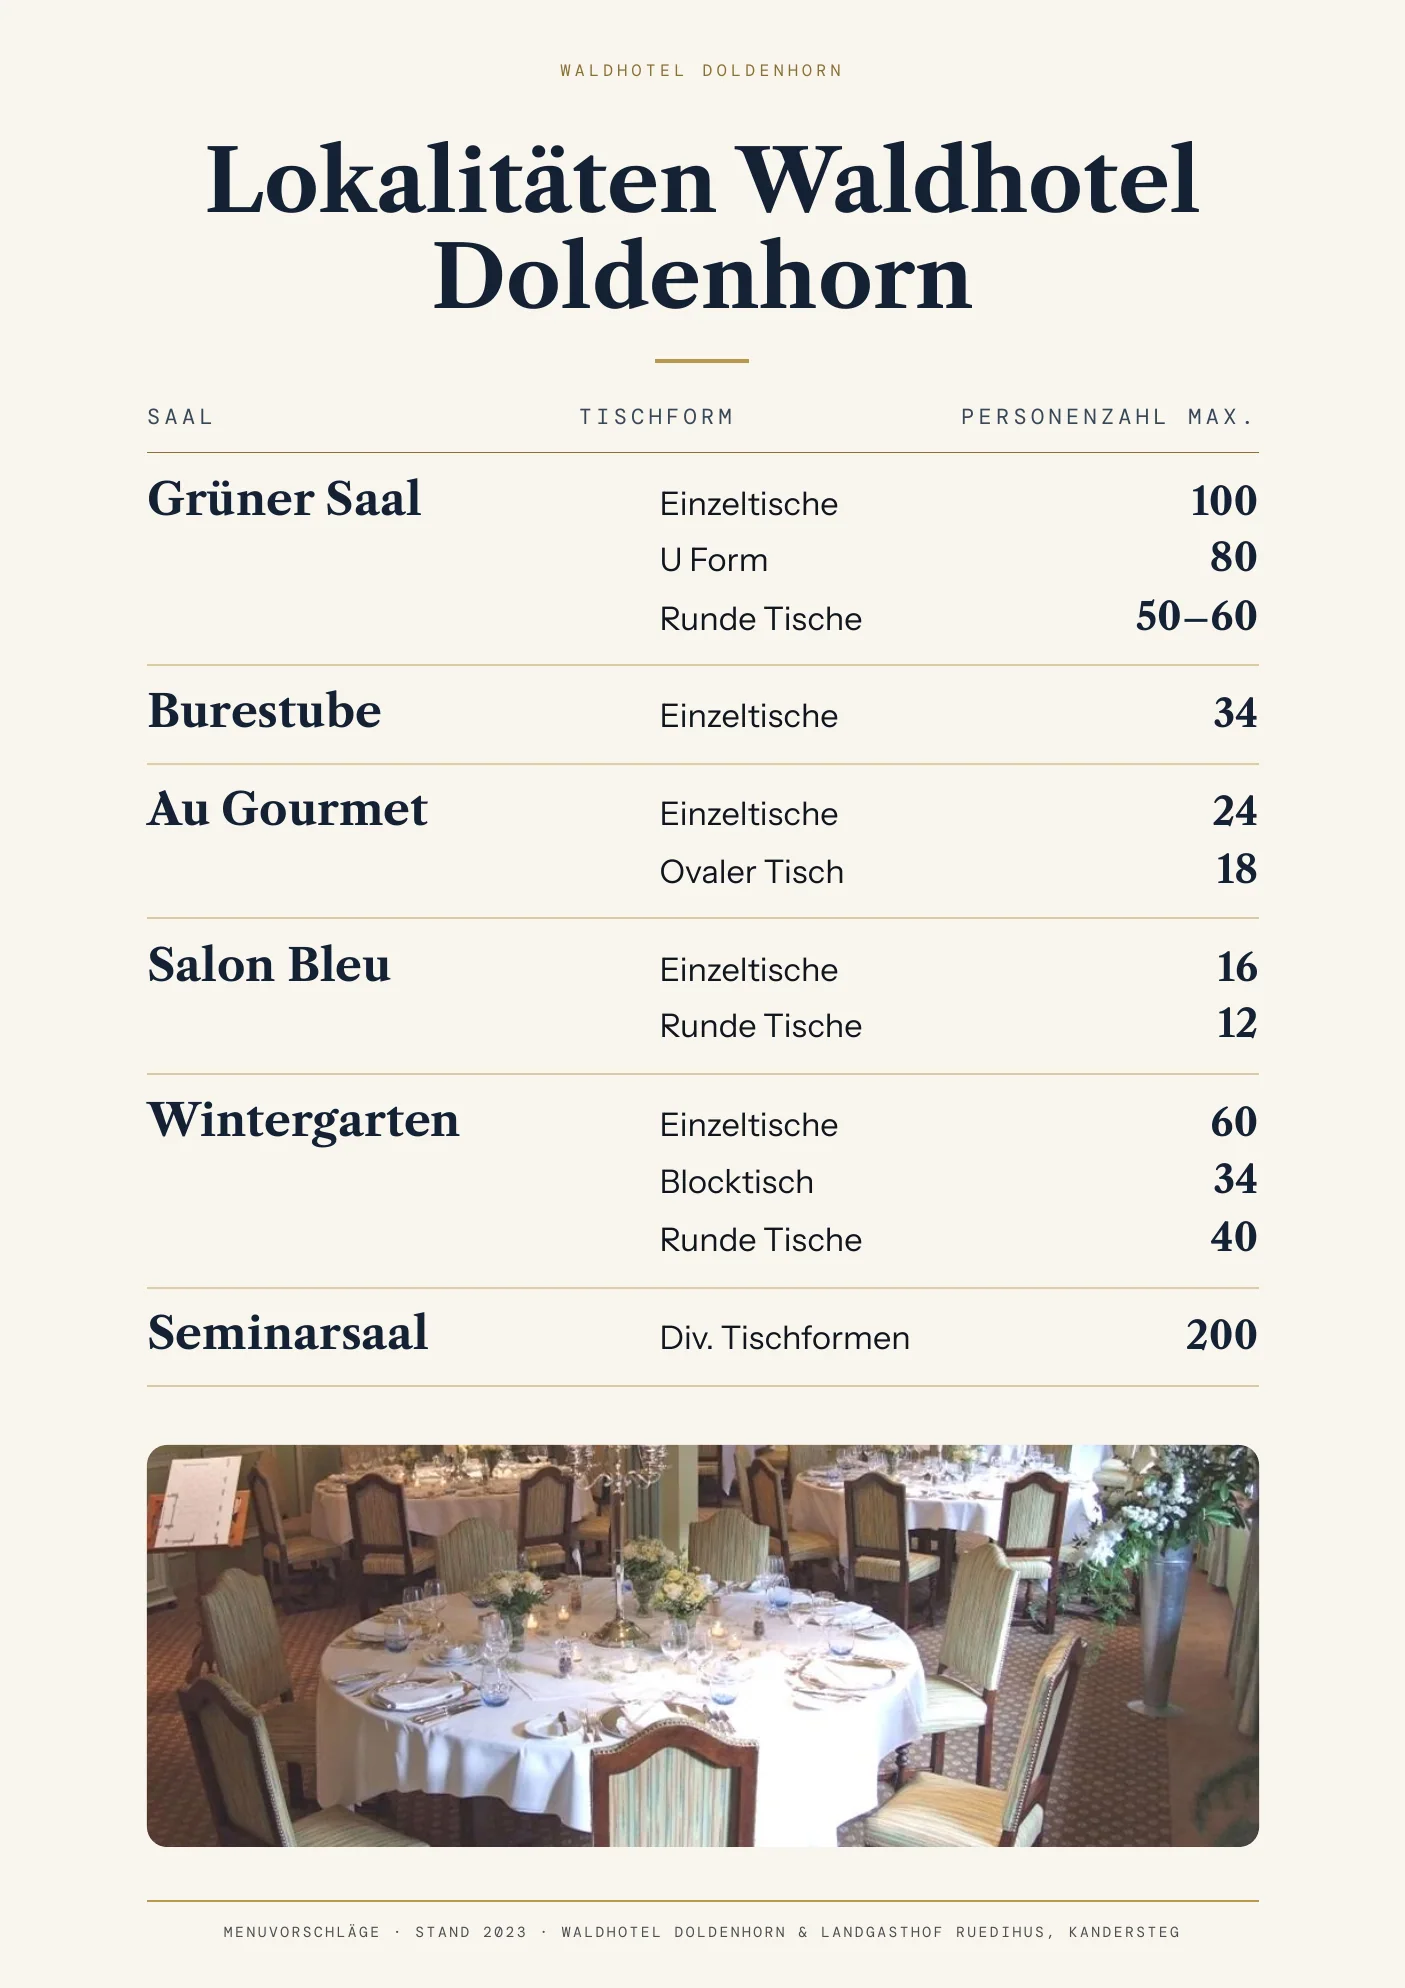 WALDHOTEL DOLDENHORN
Lokalitäten Waldhotel
Doldenhorn
SAAL TISCHFORM PERSONENZAHL MAX.
Grüner Saal Einzeltische 100
U Form 80
Runde Tische 50–60
Burestube Einzeltische 34
Au Gourmet Einzeltische 24
Ovaler Tisch 18
Salon Bleu Einzeltische 16
Runde Tische 12
Wintergarten Einzeltische 60
Blocktisch 34
Runde Tische 40
Seminarsaal Div. Tischformen 200
MENUVORSCHLÄGE · STAND 2023 · WALDHOTEL DOLDENHORN & LANDGASTHOF RUEDIHUS, KANDERSTEG